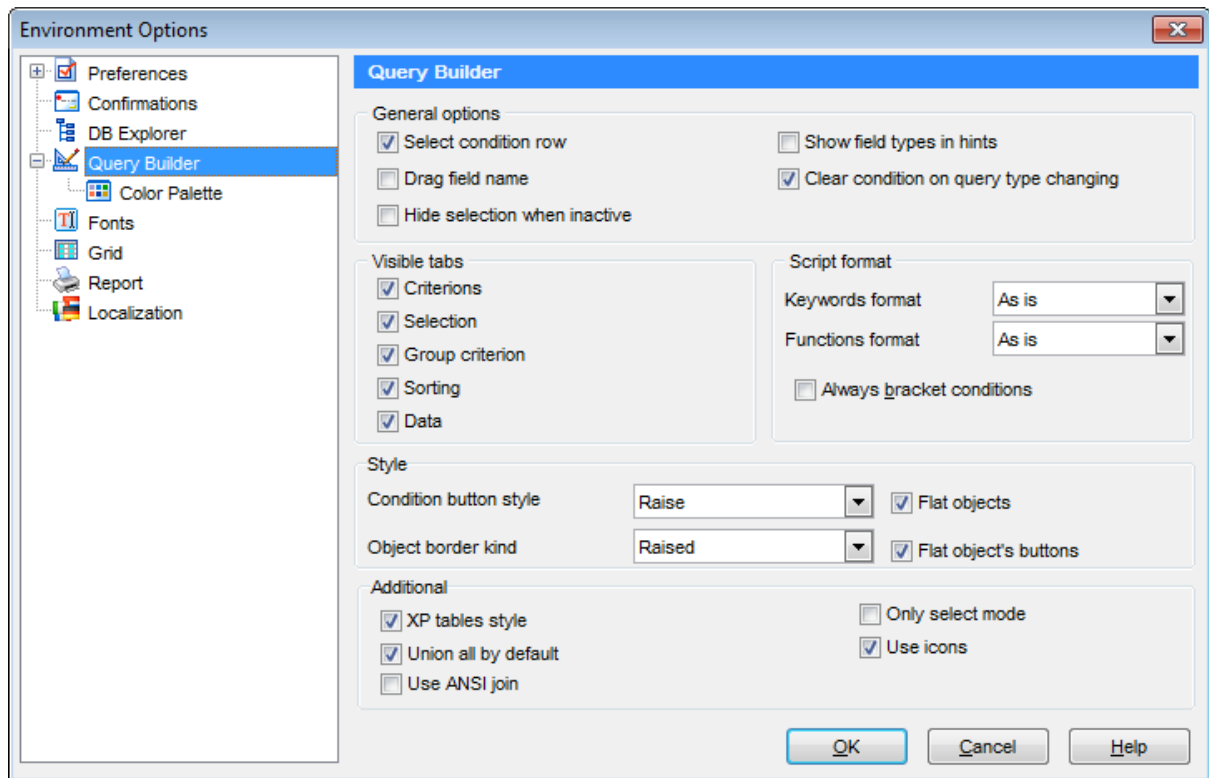 Environment Options
Preferences
Confirmations
DB Explorer
Query Builder
Color Palette
Fonts
Grid
Report
Localization
Query Builder
General options
Select condition row
Show field types in hints
Drag field name
Clear condition on query type changing
Hide selection when inactive
Visible tabs
Criterions
Selection
Group criterion
Sorting
Data
Script format
Keywords format As is
Functions format As is
Always bracket conditions
Style
Condition button style Raise Flat objects
Object border kind Raised Flat object's buttons
Additional
XP tables style
Only select mode
Union all by default
Use icons
Use ANSI join
OK Cancel Help